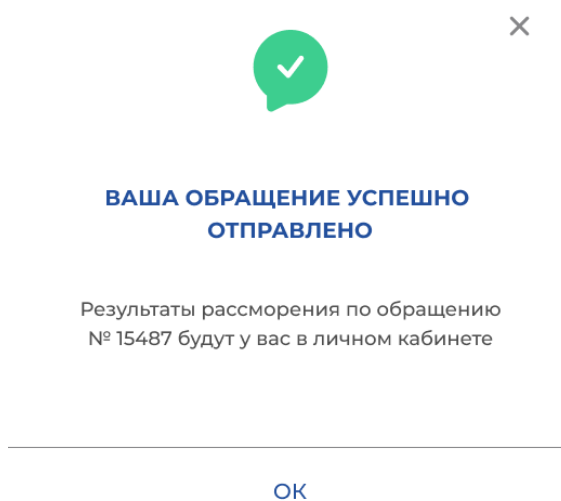 ВАША ОБРАЩЕНИЕ УСПЕШНО
ОТПРАВЛЕНО
Результаты рассморения по обращению
№ 15487 будут у вас в личном кабинете
ОК